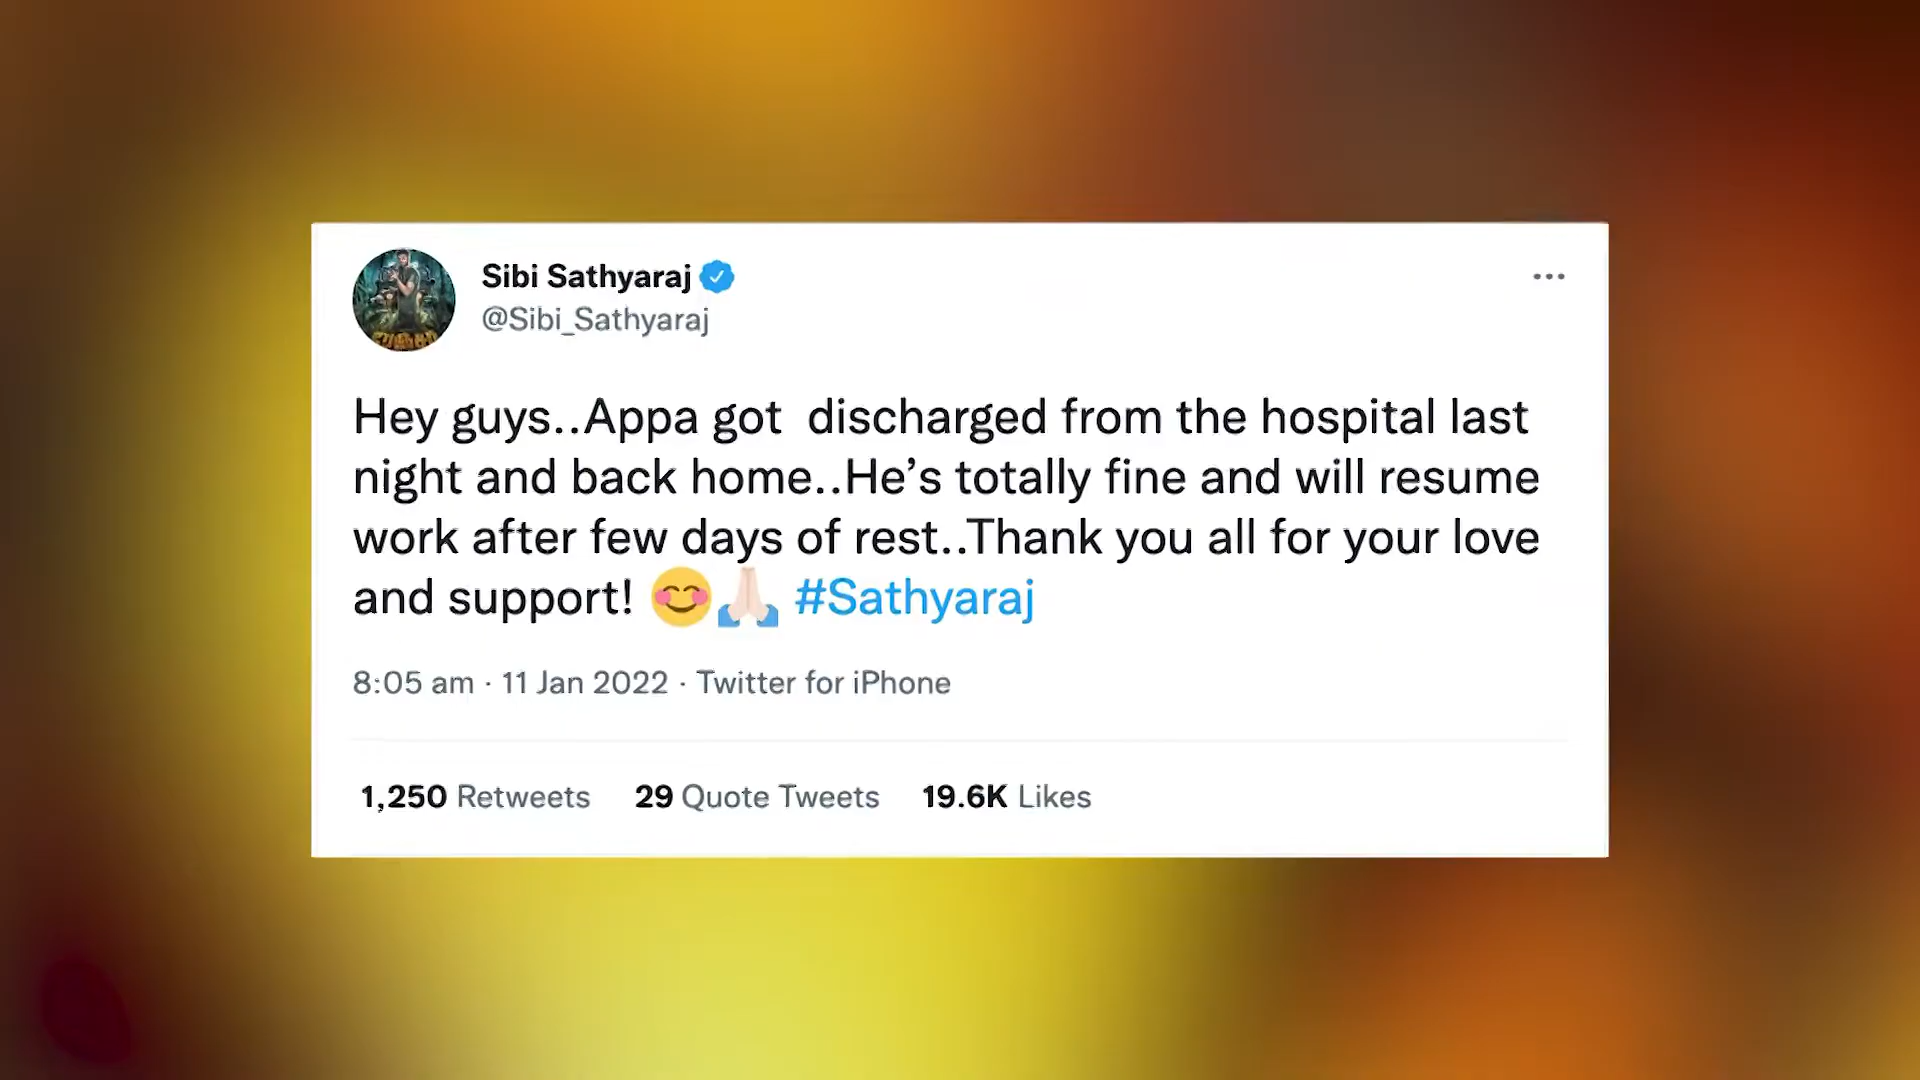 Sibi Sathyaraj
@Sibi_Sathyaraj
Hey guys..Appa got  discharged from the hospital last
night and back home..He’s totally fine and will resume
work after few days of rest..Thank you all for your love
and support! 😊🙏🏻 #Sathyaraj
8:05 am · 11 Jan 2022 · Twitter for iPhone
1,250 Retweets 29 Quote Tweets 19.6K Likes